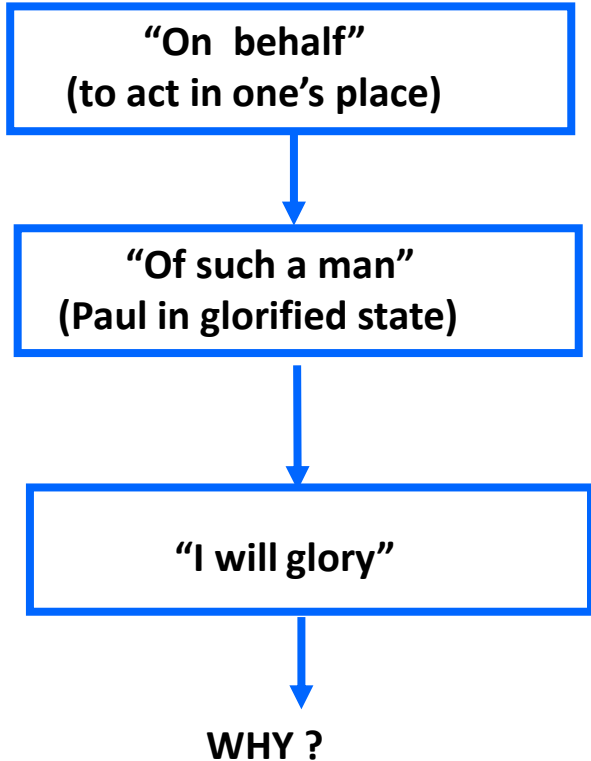 “On behalf”
(to act in one’s place)
“Of such a man”
(Paul in glorified state)
“I will glory”
WHY ?